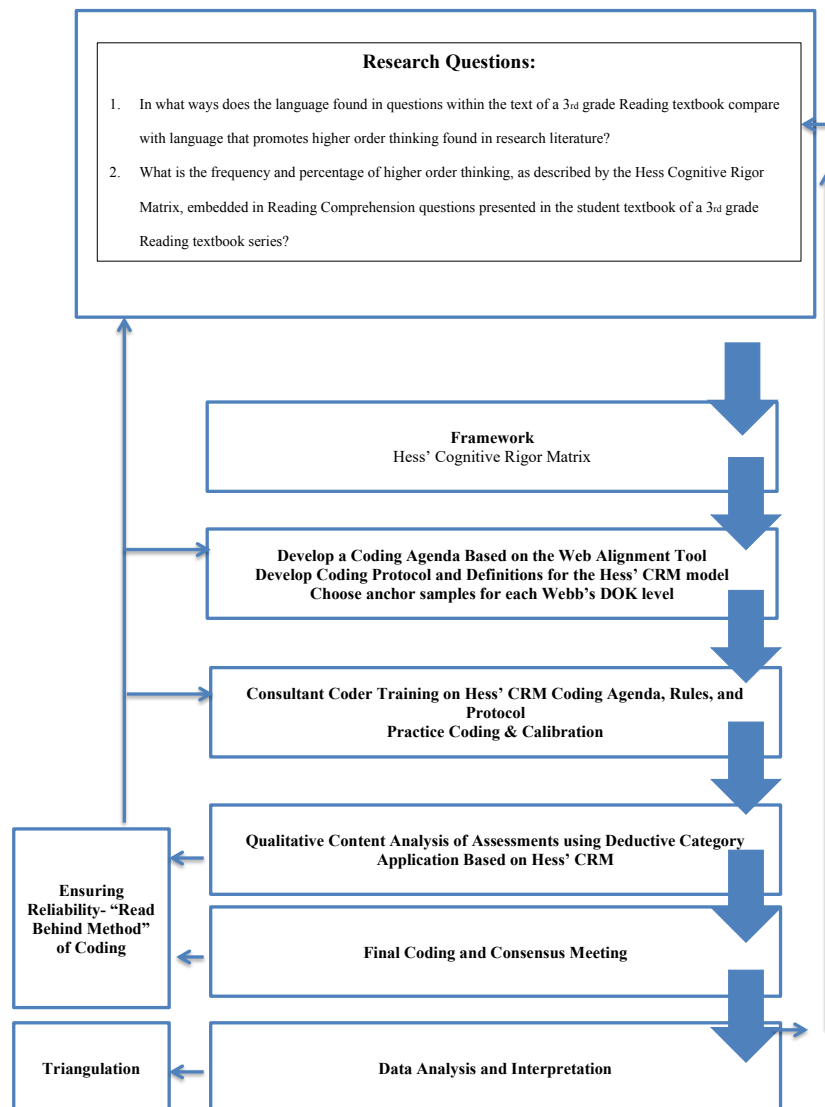 Research Questions:
1. In what ways does the language found in questions within the text of a 3rd grade Reading textbook compare
with language that promotes higher order thinking found in research literature?
2. What is the frequency and percentage of higher order thinking, as described by the Hess Cognitive Rigor
Matrix, embedded in Reading Comprehension questions presented in the student textbook of a 3rd grade
Reading textbook series?
Framework
Hess' Cognitive Rigor Matrix
Develop a Coding Agenda Based on the Web Alignment Tool
Develop Coding Protocol and Definitions for the Hess' CRM model
Choose anchor samples for each Webb's DOK level
Consultant Coder Training on Hess' CRM Coding Agenda, Rules, and
Protocol
Practice Coding & Calibration
Qualitative Content Analysis of Assessments using Deductive Category
Application Based on Hess' CRM
Ensuring
Reliability- “Read
Behind Method”
of Coding
Final Coding and Consensus Meeting
Triangulation
Data Analysis and Interpretation